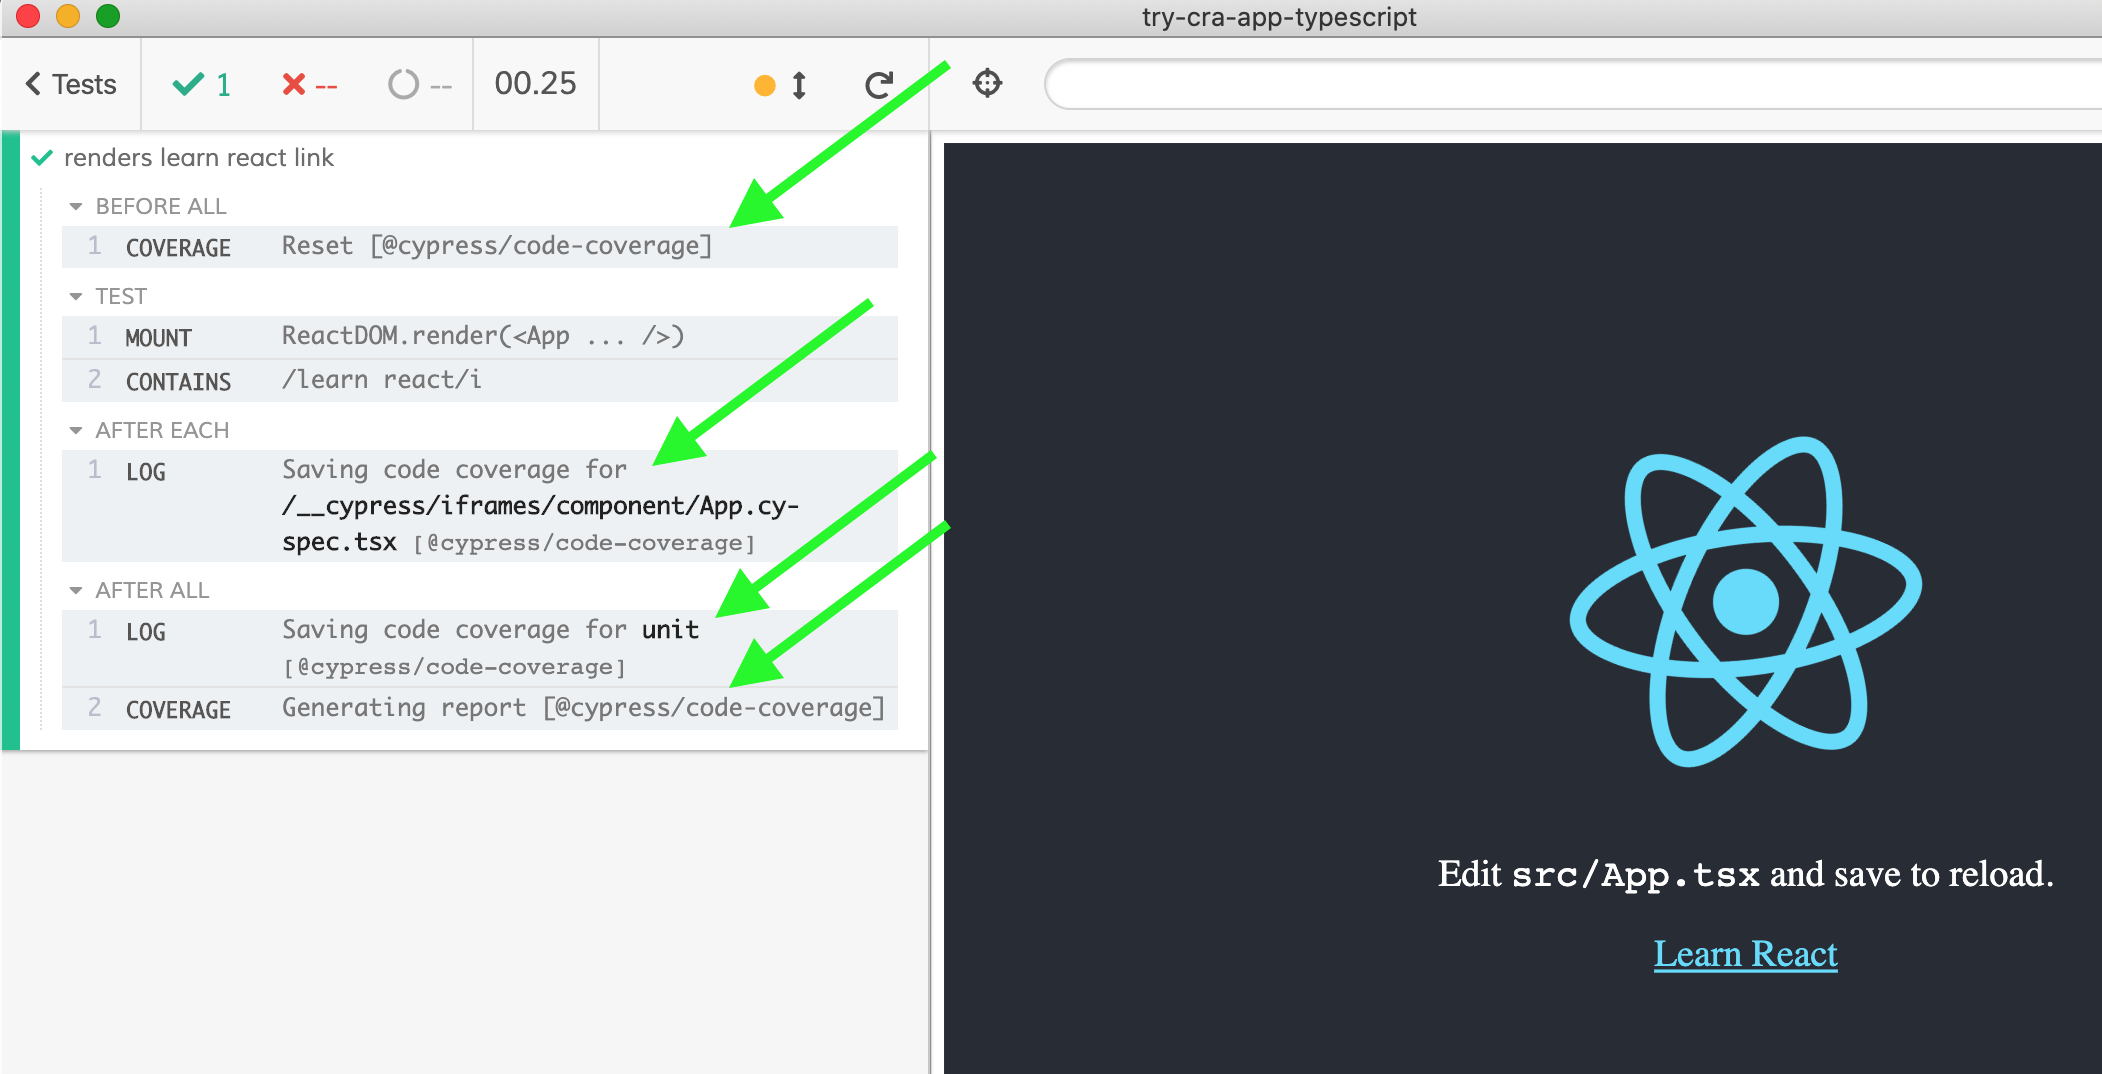 try-cra-app-typescript
Tests
1
--
--
00.25
renders learn react link
BEFORE ALL
1 COVERAGE Reset [@cypress/code-coverage]
TEST
1 MOUNT ReactDOM.render(<App ... />)
2 CONTAINS /learn react/i
AFTER EACH
1 LOG Saving code coverage for
/__cypress/iframes/component/App.cy-
spec.tsx [@cypress/code-coverage]
AFTER ALL
1 LOG Saving code coverage for unit
[@cypress/code-coverage]
2 COVERAGE Generating report [@cypress/code-coverage]
Edit src/App.tsx and save to reload.
Learn React